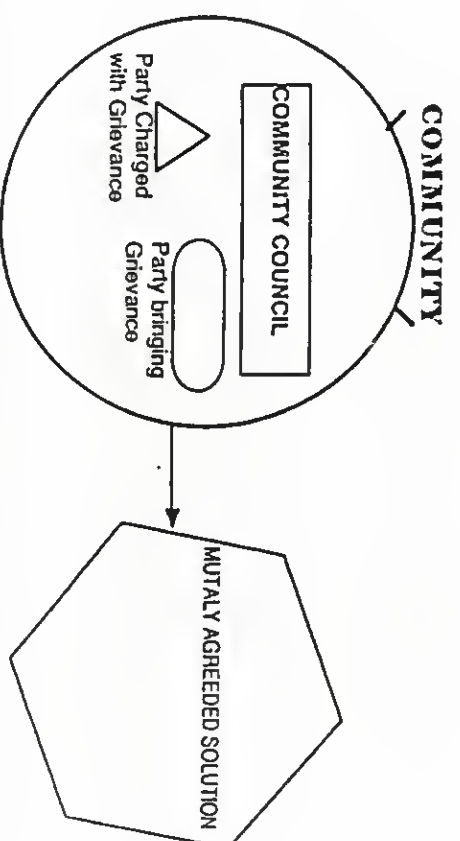 COMMUNITY
COMMUNITY COUNCIL
Party Charged
with Grievance
Party bringing
Grievance
MUTALY AGREEDED SOLUTION